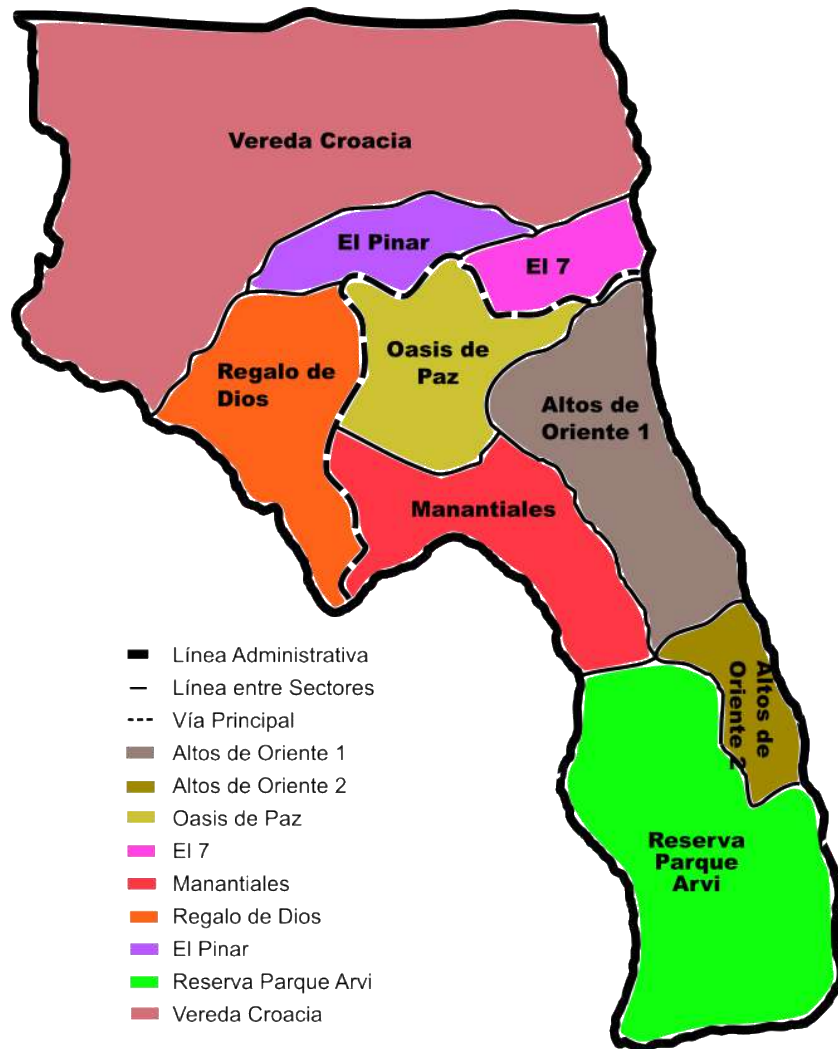 Vereda Croacia
El Pinar
El 7
Oasis de
Paz
Regalo de
Dios
Altos de
Oriente 1
Manantiales
Altos de
Oriente 2
Reserva
Parque
Arvi
Línea Administrativa
Línea entre Sectores
Vía Principal
Altos de Oriente 1
Altos de Oriente 2
Oasis de Paz
El 7
Manantiales
Regalo de Dios
El Pinar
Reserva Parque Arvi
Vereda Croacia